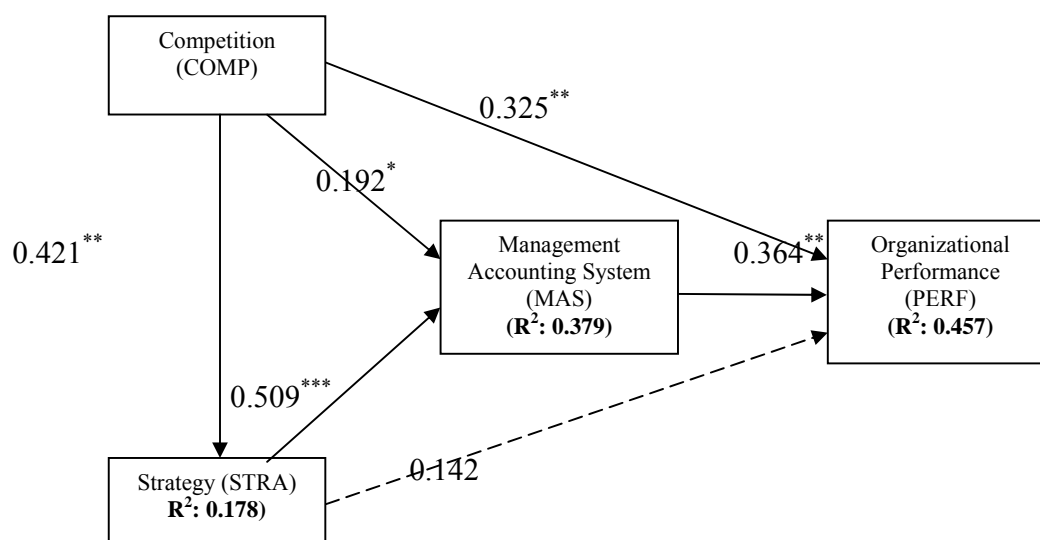 Competition
(COMP)
0.325**
0.192*
0.421**
Management
Accounting System
(MAS)
(R²: 0.379)
0.364**
Organizational
Performance
(PERF)
(R²: 0.457)
0.509***
0.142
Strategy (STRA)
R²: 0.178)